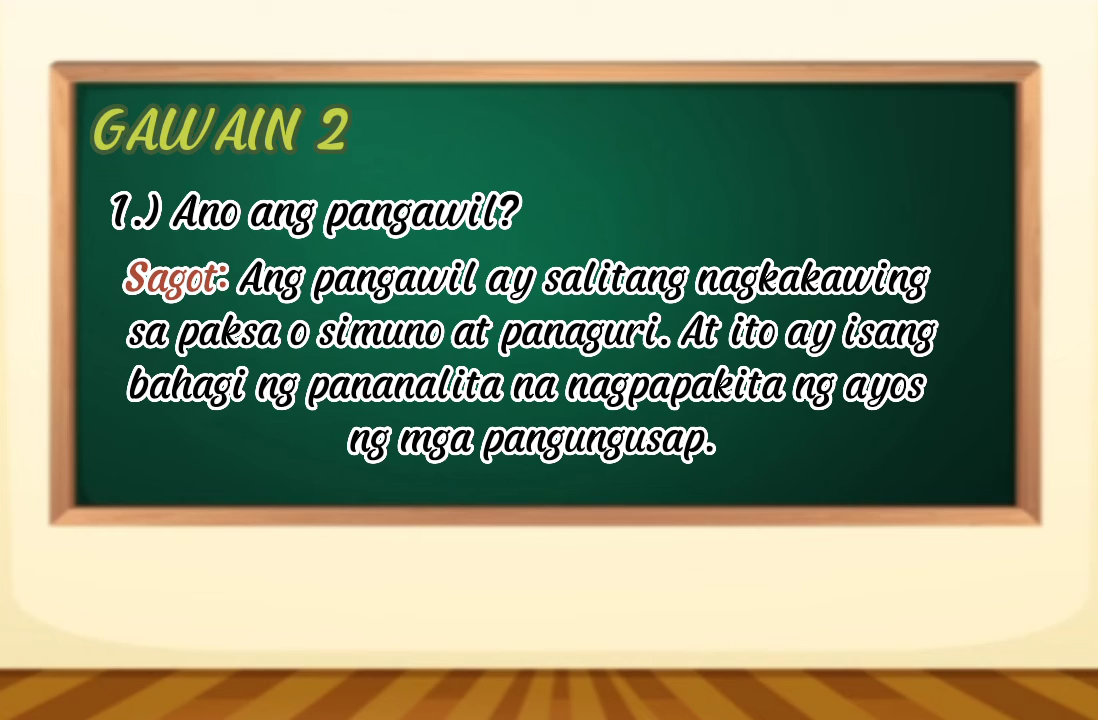 GAWAIN 2
1.) Ano ang pangawil?
Sagot: Ang pangawil ay salitang nagkakawing
sa paksa o simuno at panaguri. At ito ay isang
bahagi ng pananalita na nagpapakita ng ayos
ng mga pangungusap.